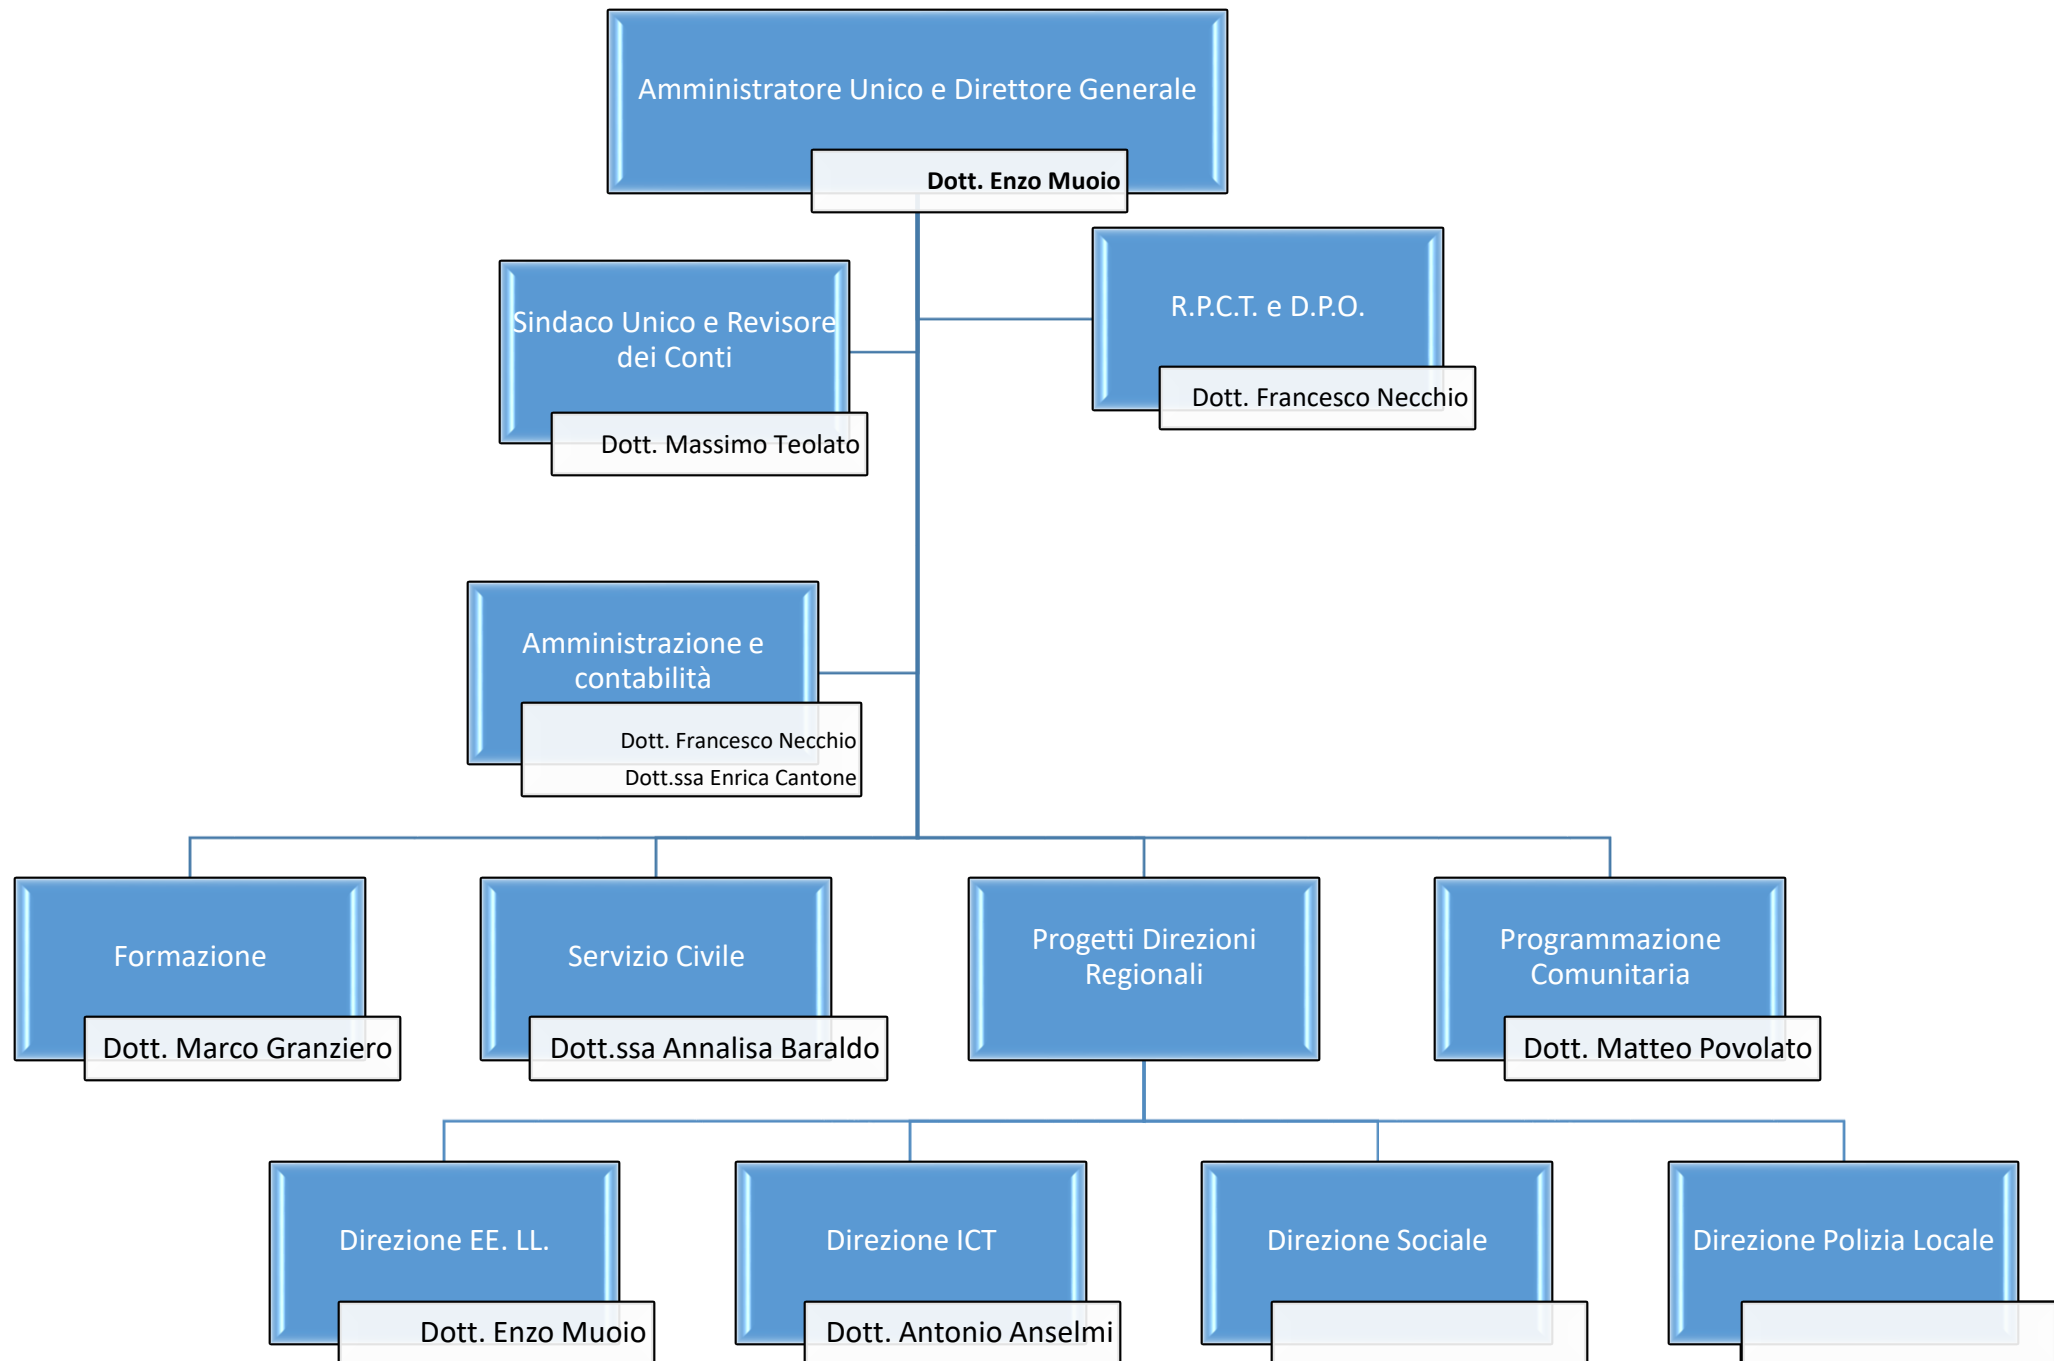 Amministratore Unico e Direttore Generale
Dott. Enzo Muoio
R.P.C.T. e D.P.O.
Dott. Francesco Necchio
Sindaco Unico e Revisore
dei Conti
Dott. Massimo Teolato
Amministrazione e
contabilità
Dott. Francesco Necchio
Dott.ssa Enrica Cantone
Formazione
Dott. Marco Granziero
Servizio Civile
Dott.ssa Annalisa Baraldo
Progetti Direzioni
Regionali
Programmazione
Comunitaria
Dott. Matteo Povolato
Direzione EE. LL.
Dott. Enzo Muoio
Direzione ICT
Dott. Antonio Anselmi
Direzione Sociale
Direzione Polizia Locale